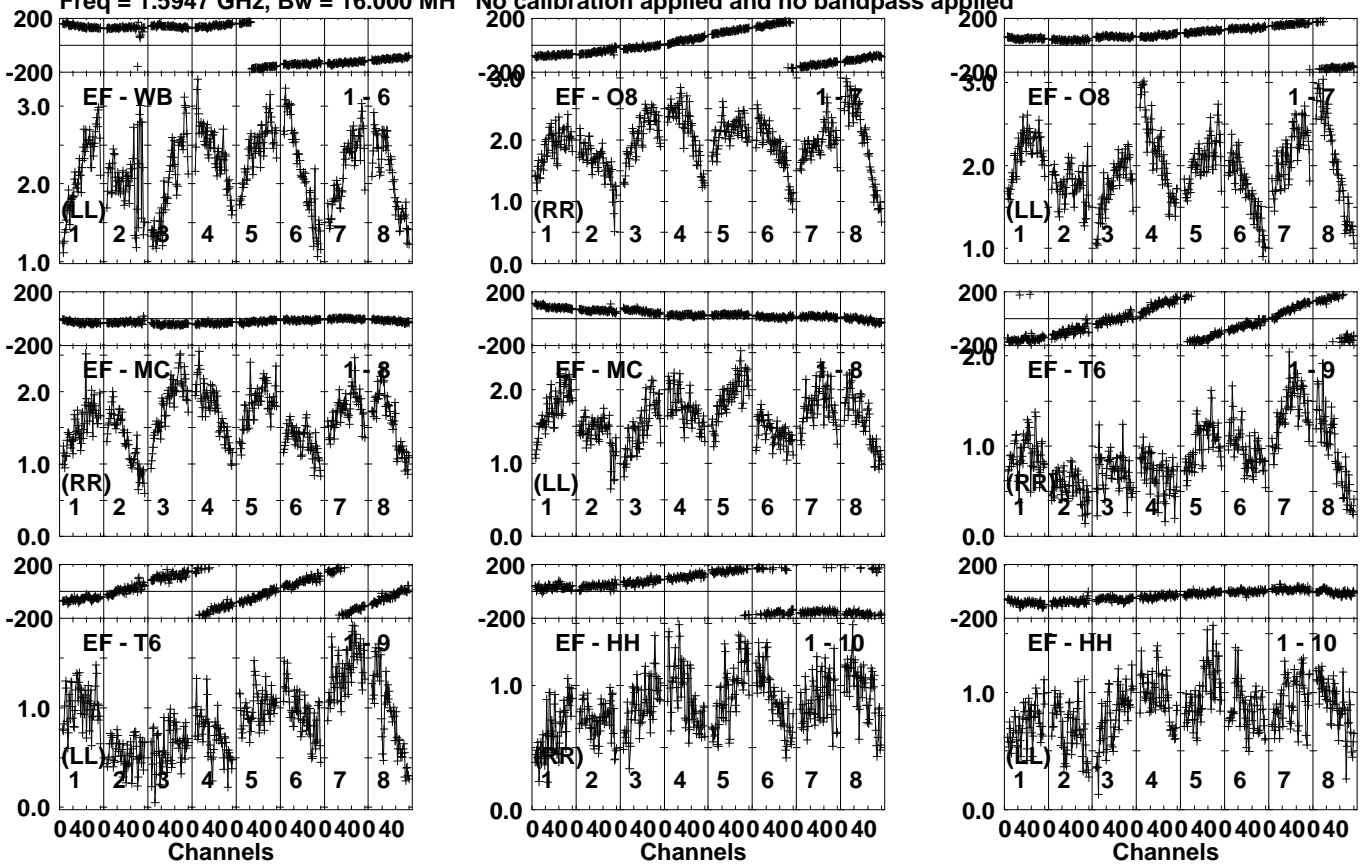 Freq = 1.5947 GHz, Bw = 16.000 MH No calibration applied and no bandpass applied
200 200 200
-200 -200 -200
EF - WB 1 - 6 EF - O8 1 - 7 EF - O8 1 - 7
3.0 3.0 3.0
2.0 2.0 2.0
(LL) (RR) (LL)
1 2 3 4 5 6 7 8 1 2 3 4 5 6 7 8 1 2 3 4 5 6 7 8
1.0 1.0 1.0
0.0
200 200 200
-200 -200 -200
EF - MC 1 - 8 EF - MC 1 - 8 EF - T6 1 - 9
2.0 2.0 2.0
1.0 1.0 1.0
(RR) (LL) (RR)
1 2 3 4 5 6 7 8 1 2 3 4 5 6 7 8 1 2 3 4 5 6 7 8
0.0 0.0 0.0
200 200 200
-200 -200 -200
EF - T6 1 - 9 EF - HH 1 - 10 EF - HH 1 - 10
1.0 1.0 1.0
(LL) (RR) (LL)
1 2 3 4 5 6 7 8 1 2 3 4 5 6 7 8 1 2 3 4 5 6 7 8
0.0 0.0 0.0
0 40 0 40 0 40 0 40 0 40 0 40 0 40 0 40 0 40 0 40 0 40 0 40 0 40 0 40 0 40 0 40 0 40 0 40 0 40 0 40 0 40 0 40 0 40 0 40
Channels Channels Channels